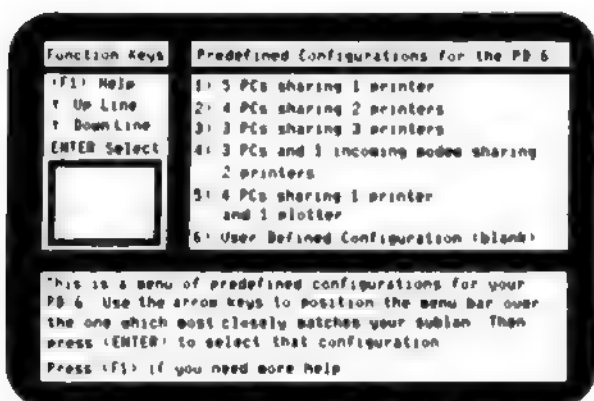 Function Keys
<F1> Help
↑ Up Line
↑ Down Line
ENTER Select
Predefined Configurations for the PD 6
1) 5 PCs sharing 1 printer
2) 4 PCs sharing 2 printers
3) 3 PCs sharing 3 printers
4) 3 PCs and 1 incoming modem sharing
2 printers
5) 4 PCs sharing 1 printer
and 1 plotter
6) User Defined Configuration (blank)
This is a menu of predefined configurations for your
PD 6 Use the arrow keys to position the menu bar over
the one which most closely matches your sublan Then
press <ENTER> to select that configuration
Press <F1> if you need more help